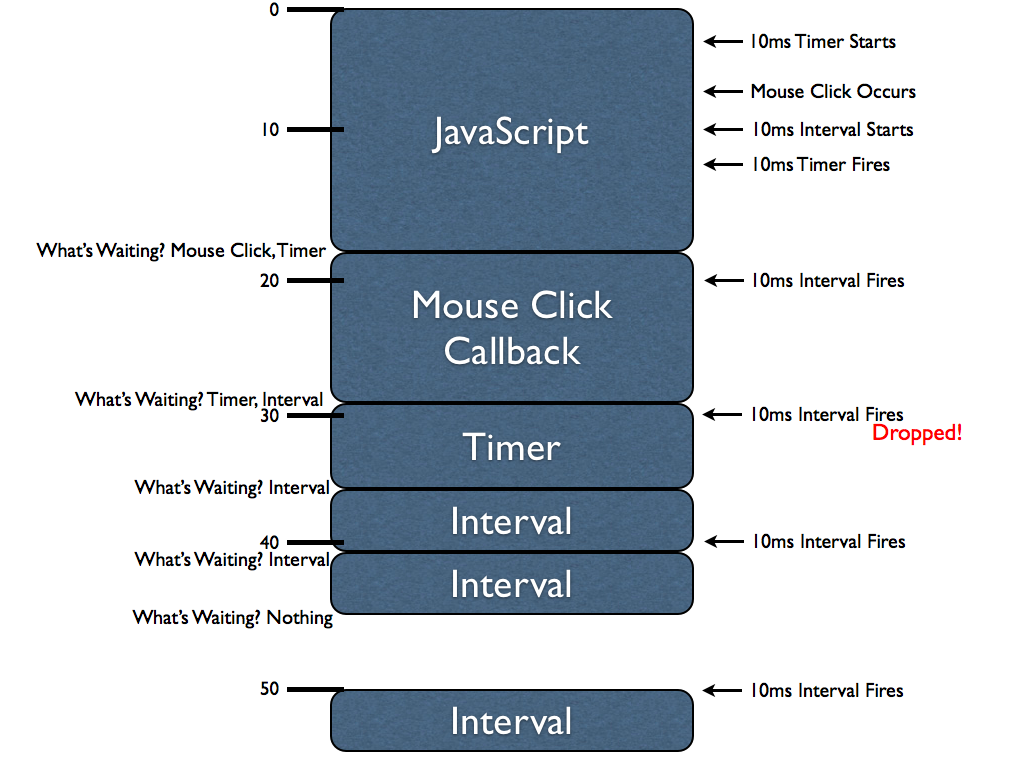 0
10ms Timer Starts
Mouse Click Occurs
10
JavaScript
10ms Interval Starts
10ms Timer Fires
What's Waiting? Mouse Click, Timer
20
10ms Interval Fires
Mouse Click
Callback
What's Waiting? Timer, Interval
30
10ms Interval Fires
Dropped!
Timer
What's Waiting? Interval
Interval
40
10ms Interval Fires
What's Waiting? Interval
Interval
What's Waiting? Nothing
50
10ms Interval Fires
Interval